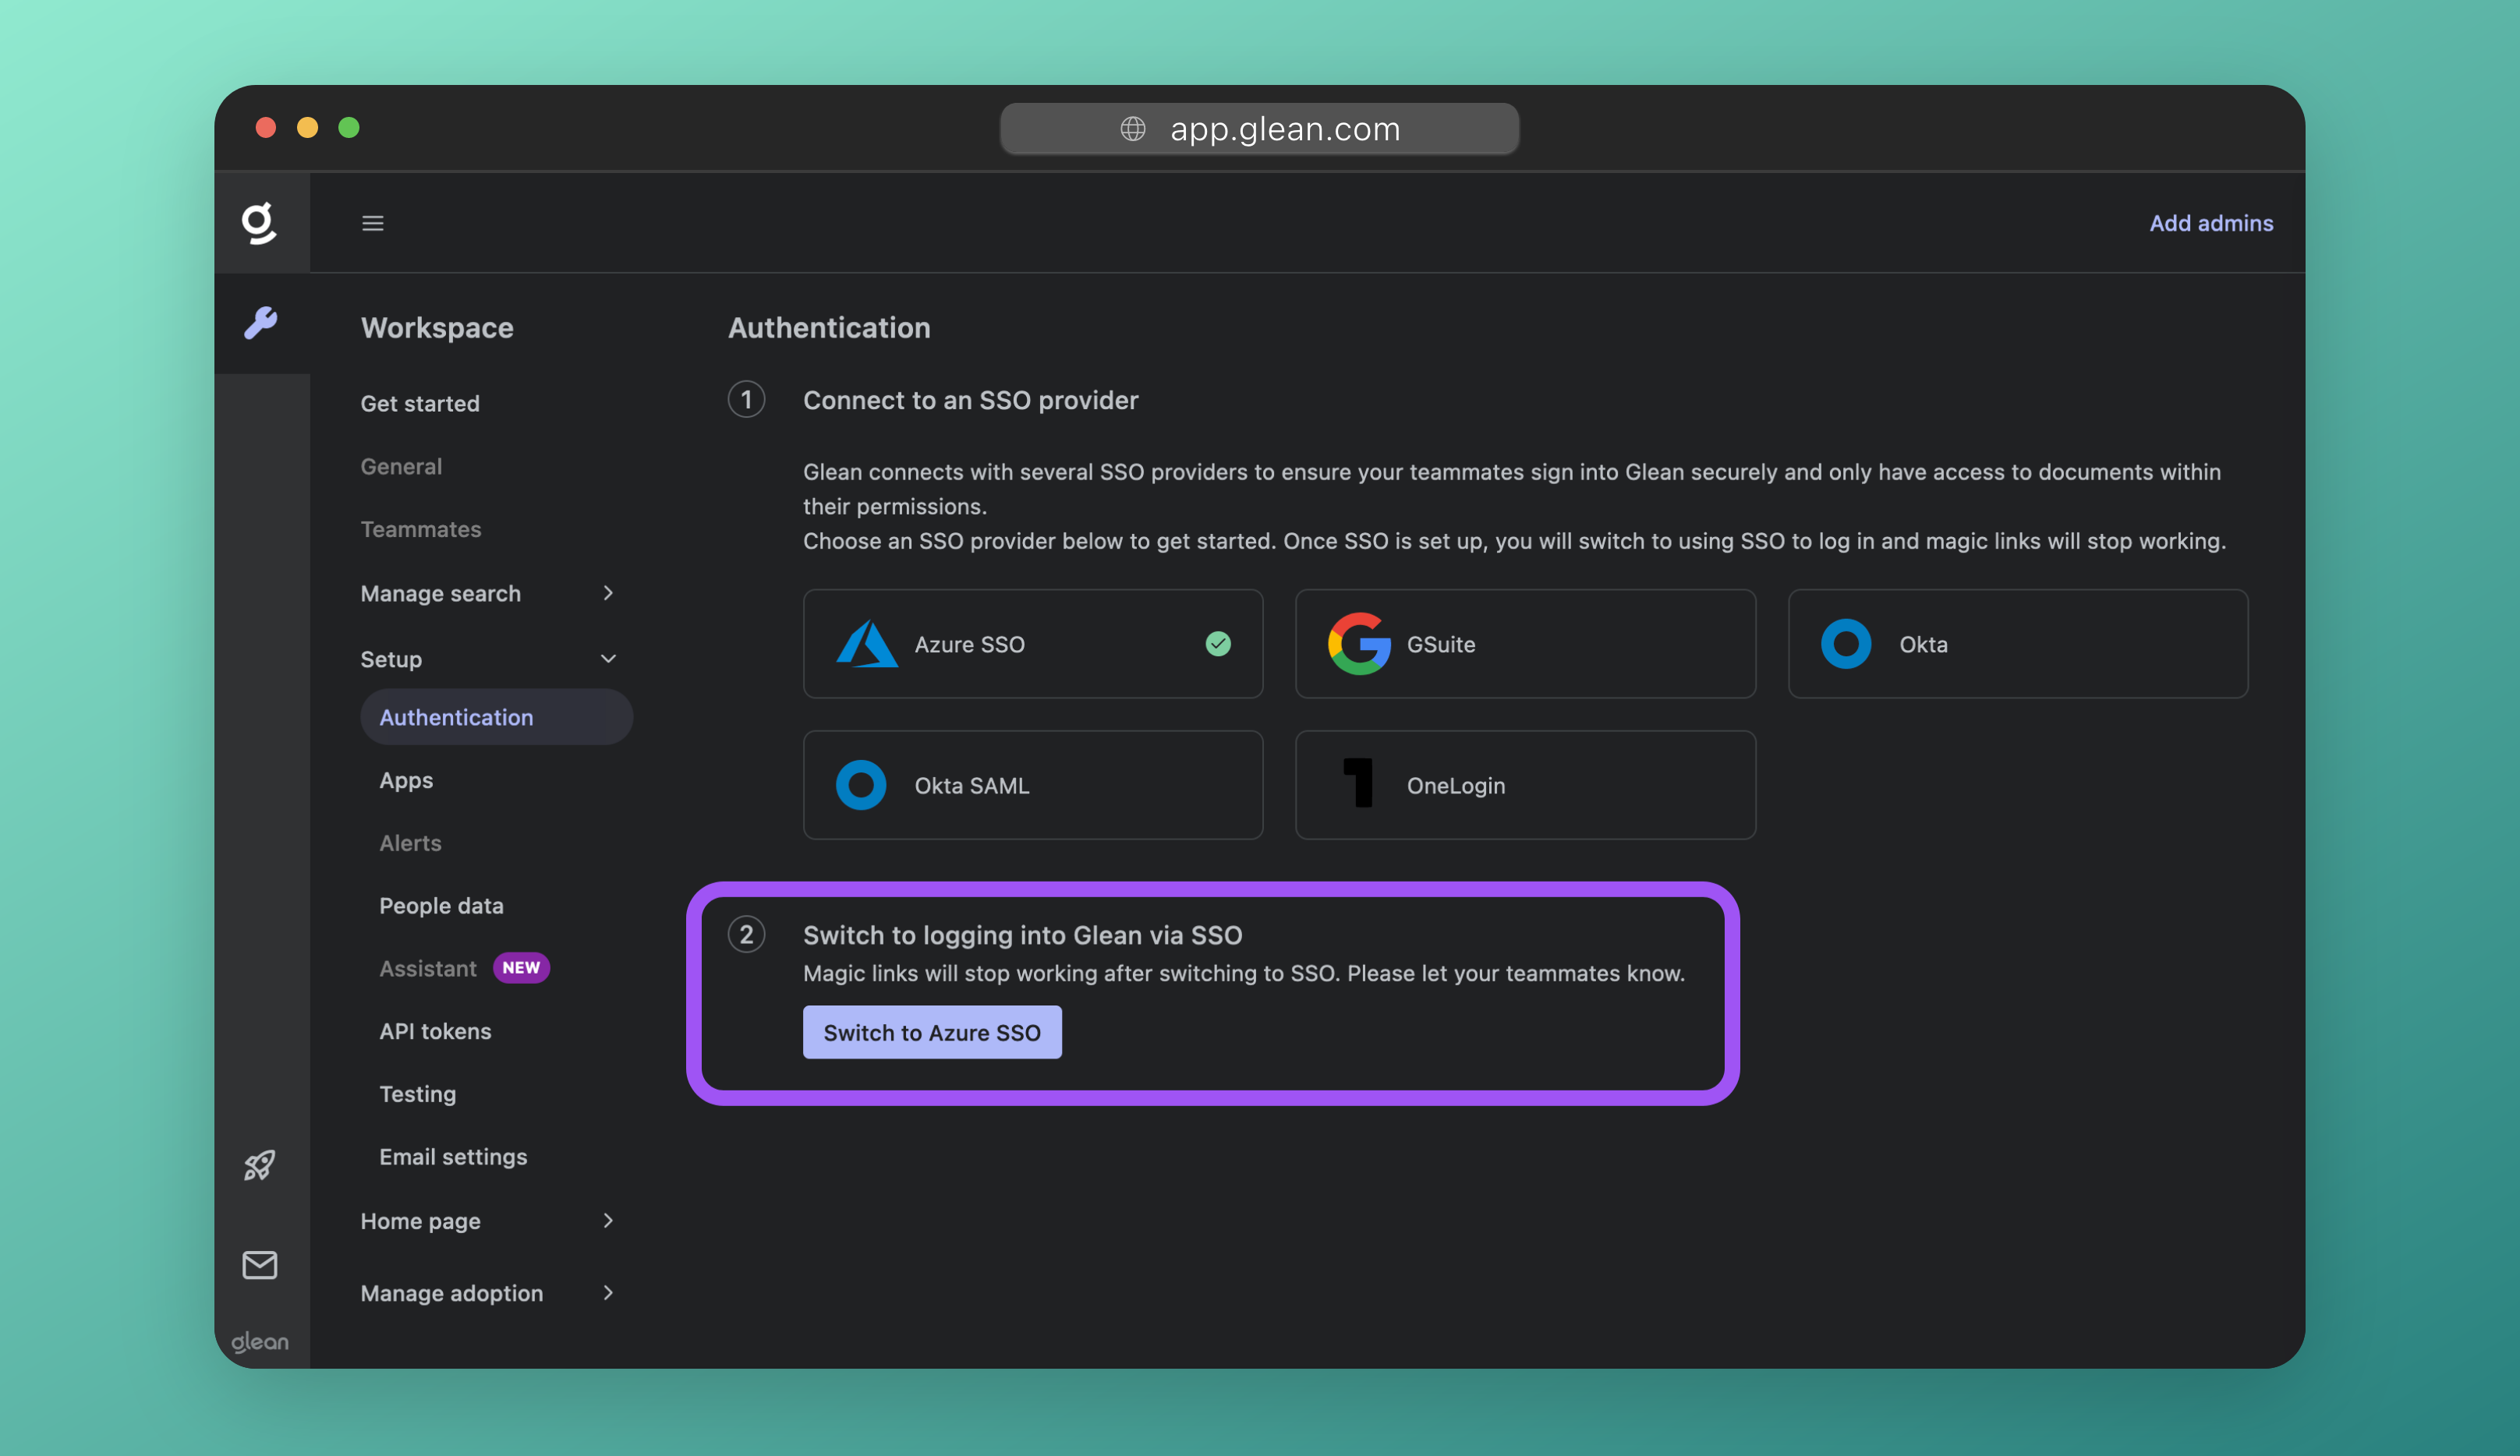 app.glean.com
g
Add admins
Workspace
Get started
General
Teammates
Manage search
Setup
Authentication
Apps
Alerts
People data
Assistant NEW
API tokens
Testing
Email settings
Home page
Manage adoption
glean
Authentication
1 Connect to an SSO provider
Glean connects with several SSO providers to ensure your teammates sign into Glean securely and only have access to documents within
their permissions.
Choose an SSO provider below to get started. Once SSO is set up, you will switch to using SSO to log in and magic links will stop working.
Azure SSO
GSuite
Okta
Okta SAML
OneLogin
2 Switch to logging into Glean via SSO
Magic links will stop working after switching to SSO. Please let your teammates know.
Switch to Azure SSO